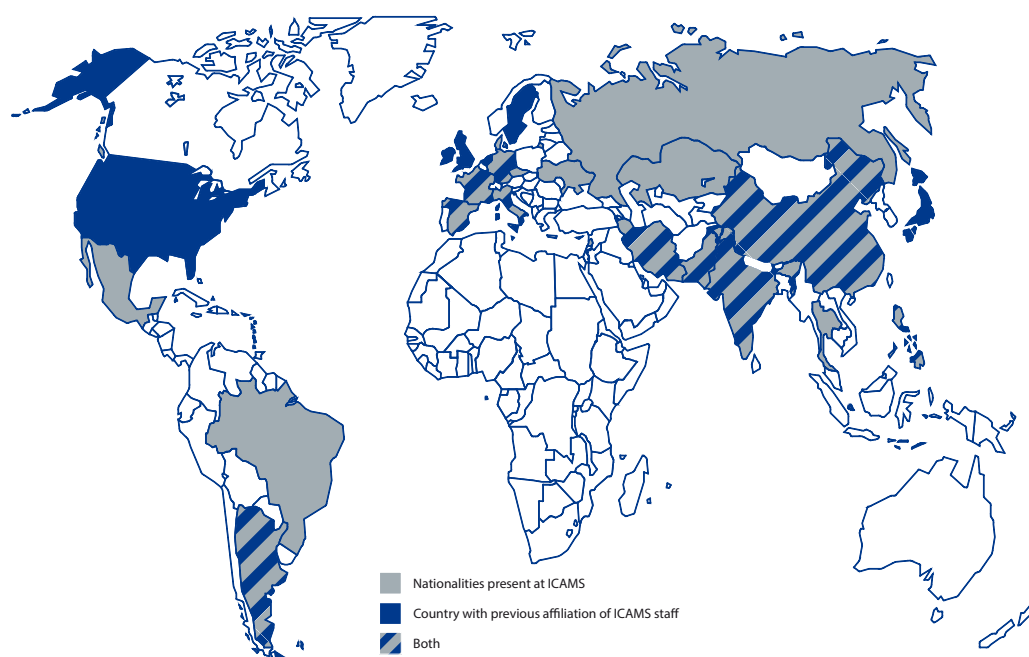 Nationalities present at ICAMS
Country with previous affiliation of ICAMS staff
Both